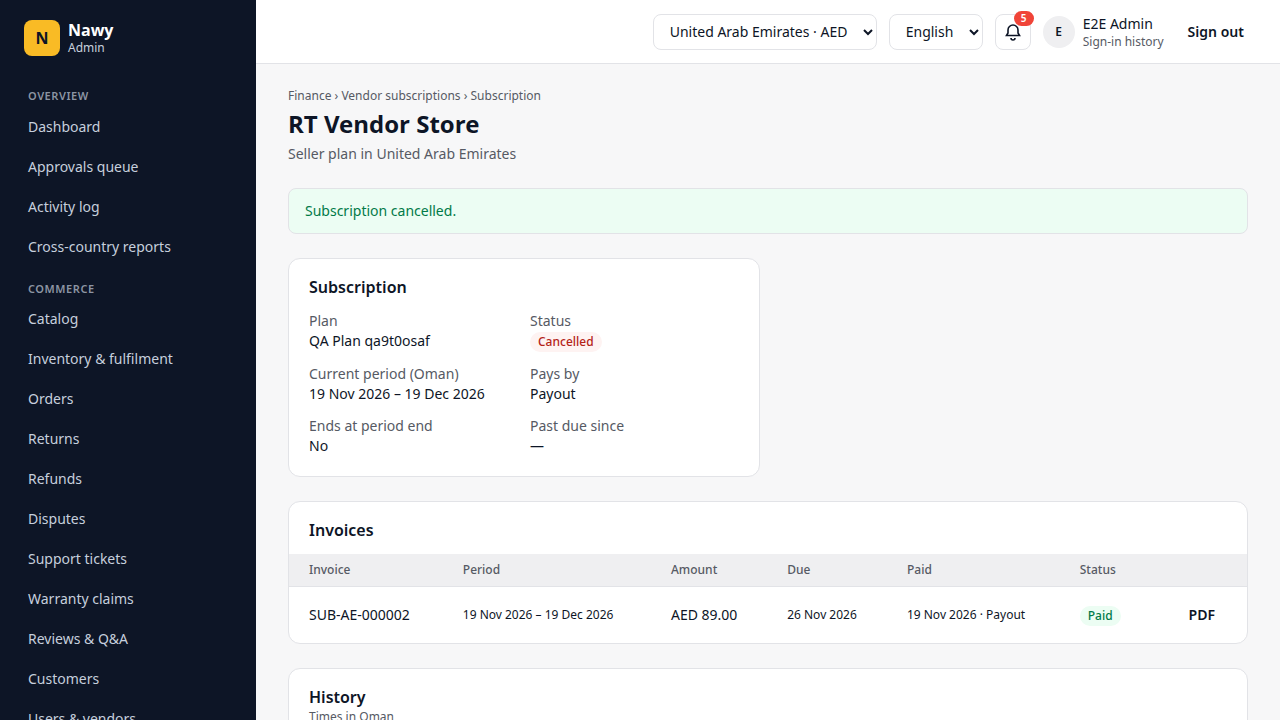 N
Nawy
Admin
OVERVIEW
Dashboard
Approvals queue
Activity log
Cross-country reports
COMMERCE
Catalog
Inventory & fulfilment
Orders
Returns
Refunds
Disputes
Support tickets
Warranty claims
Reviews & Q&A
Customers
Users & vendors
United Arab Emirates · AED
English
5
E
E2E Admin
Sign-in history
Sign out
Finance › Vendor subscriptions › Subscription
RT Vendor Store
Seller plan in United Arab Emirates
Subscription cancelled.
Subscription
Plan
QA Plan qa9t0osaf
Status
Cancelled
Current period (Oman)
19 Nov 2026 – 19 Dec 2026
Pays by
Payout
Ends at period end
No
Past due since
—
Invoices
Invoice Period Amount Due Paid Status
SUB-AE-000002 19 Nov 2026 – 19 Dec 2026 AED 89.00 26 Nov 2026 19 Nov 2026 · Payout Paid PDF
History
Times in Oman